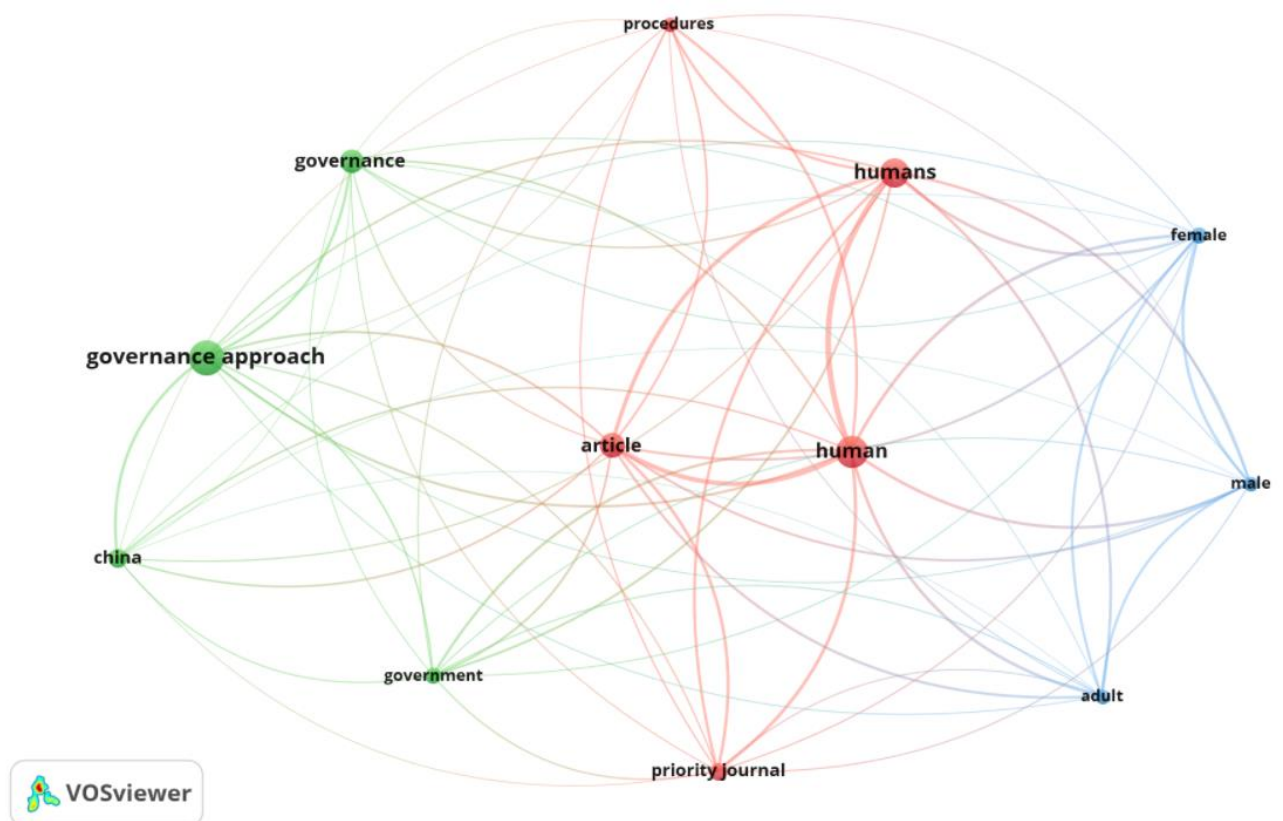 procedures
governance
humans
female
governance approach
article
human
male
china
government
adult
priority journal
VOSviewer